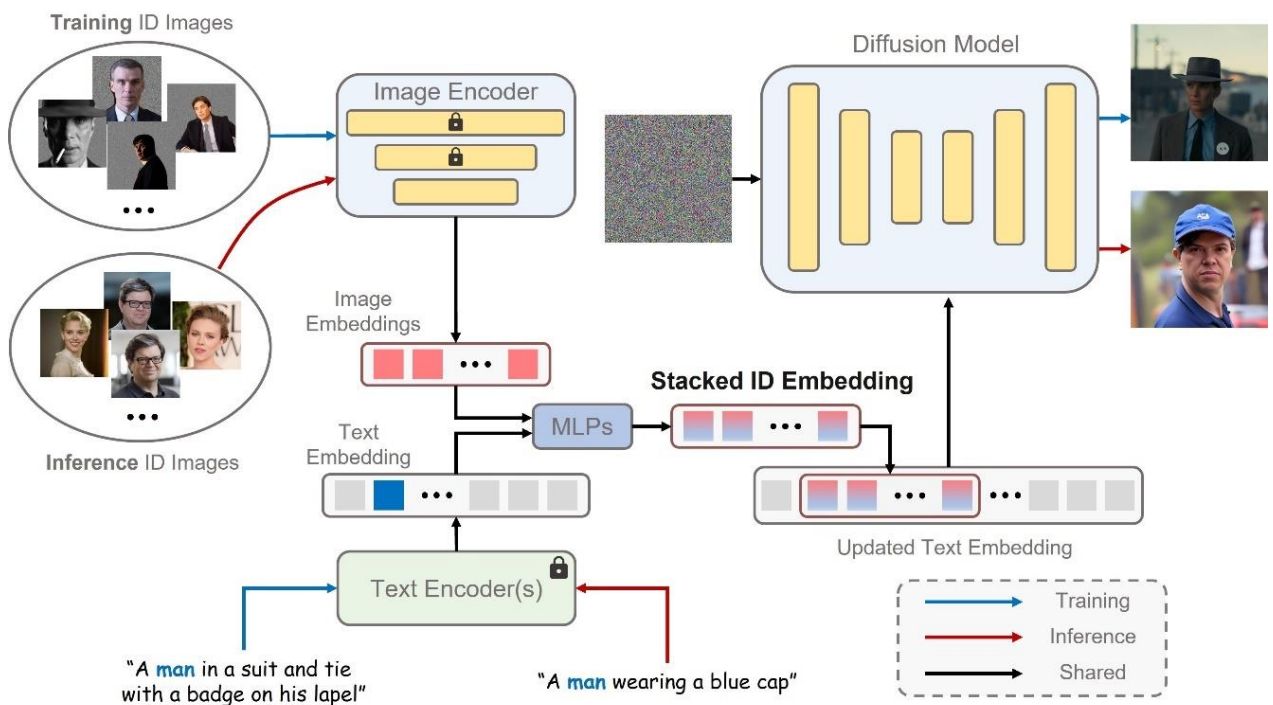 Training ID Images
Image Encoder
Diffusion Model
Image
Embeddings
Stacked ID Embedding
MLPs
Text
Embedding
Inference ID Images
Updated Text Embedding
Text Encoder(s)
Training
Inference
Shared
“A man in a suit and tie
with a badge on his lapel”
“A man wearing a blue cap”